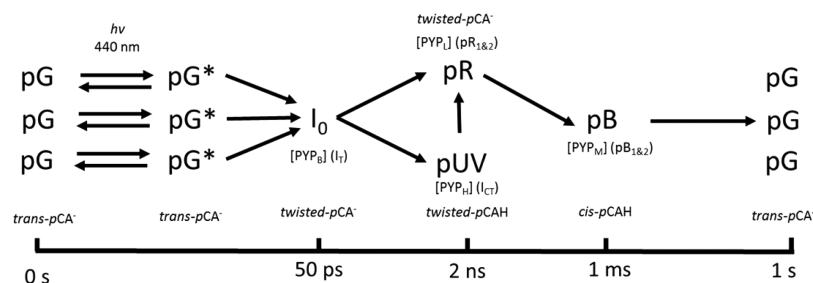 hv
440 nm
twisted-pCA⁻
[PYP_L] (pR_1&2)
pG pG* pR pG
pG pG* I₀ pB pG
[PYP_B] (I_T) [PYP_M] (pB_1&2)
pG pG* pUV pG
[PYP_H] (I_CT)
trans-pCA⁻ trans-pCA⁻ twisted-pCA⁻ twisted-pCAH cis-pCAH trans-pCA⁻
0 s 50 ps 2 ns 1 ms 1 s